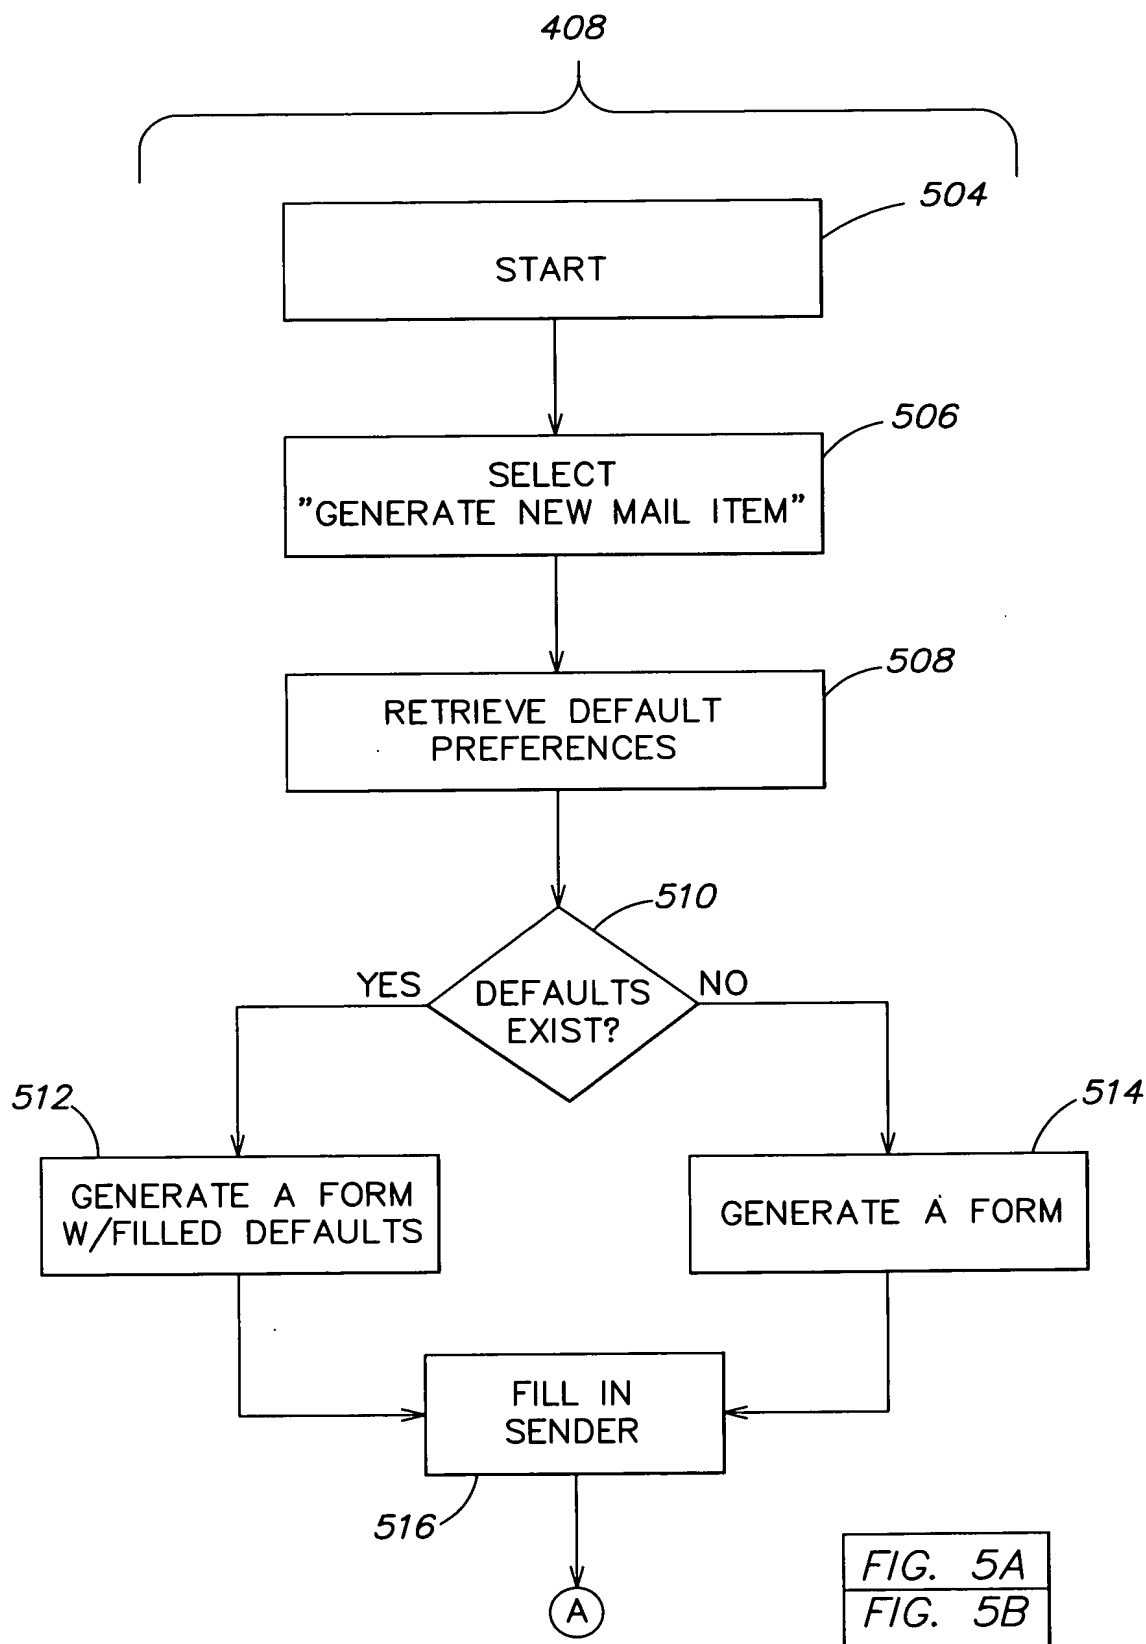 408
504
START
506
SELECT
"GENERATE NEW MAIL ITEM"
508
RETRIEVE DEFAULT
PREFERENCES
510
YES
DEFAULTS
EXIST?
NO
512
514
GENERATE A FORM
W/FILLED DEFAULTS
GENERATE A FORM
FILL IN
SENDER
516
A
FIG. 5A
FIG. 5B